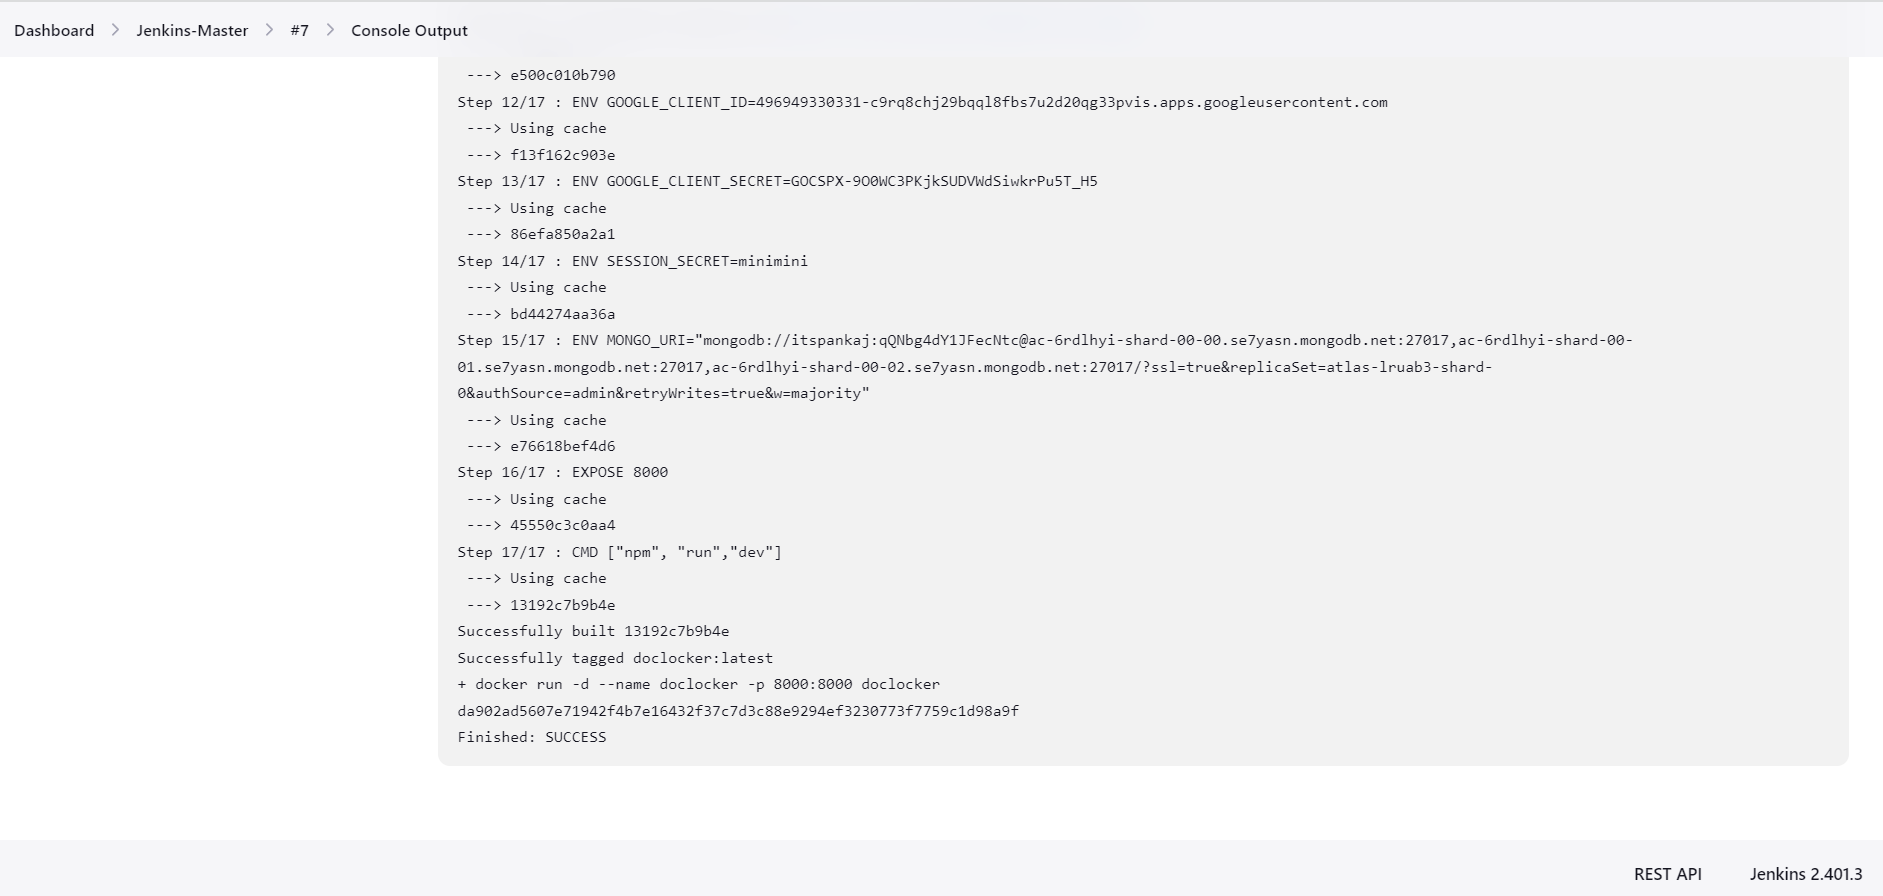 Dashboard > Jenkins-Master > #7 > Console Output
---> e500c010b790
Step 12/17 : ENV GOOGLE_CLIENT_ID=496949330331-c9rq8chj29bqql8fbs7u2d20qg33pvis.apps.googleusercontent.com
---> Using cache
---> f13f162c903e
Step 13/17 : ENV GOOGLE_CLIENT_SECRET=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
---> Using cache
---> 86efa850a2a1
Step 14/17 : ENV SESSION_SECRET=minimini
---> Using cache
---> bd44274aa36a
Step 15/17 : ENV MONGO_URI="mongodb://itspankaj:qQNbg4dY1JFecNtc@ac-6rdlhyi-shard-00-00.se7yasn.mongodb.net:27017,ac-6rdlhyi-shard-00-
01.se7yasn.mongodb.net:27017,ac-6rdlhyi-shard-00-02.se7yasn.mongodb.net:27017/?ssl=true&replicaSet=atlas-lruab3-shard-
0&authSource=admin&retryWrites=true&w=majority"
---> Using cache
---> e76618bef4d6
Step 16/17 : EXPOSE 8000
---> Using cache
---> 45550c3c0aa4
Step 17/17 : CMD ["npm", "run","dev"]
---> Using cache
---> 13192c7b9b4e
Successfully built 13192c7b9b4e
Successfully tagged doclocker:latest
+ docker run -d --name doclocker -p 8000:8000 doclocker
da902ad5607e71942f4b7e16432f37c7d3c88e9294ef3230773f7759c1d98a9f
Finished: SUCCESS
REST API Jenkins 2.401.3